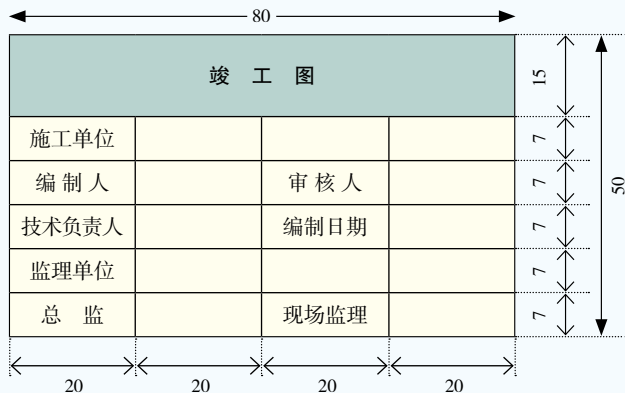 80
竣 工 图
15
施工单位
7
编 制 人 审 核 人
7
50
技术负责人 编制日期
7
监理单位
7
总 监 现场监理
7
20 20 20 20